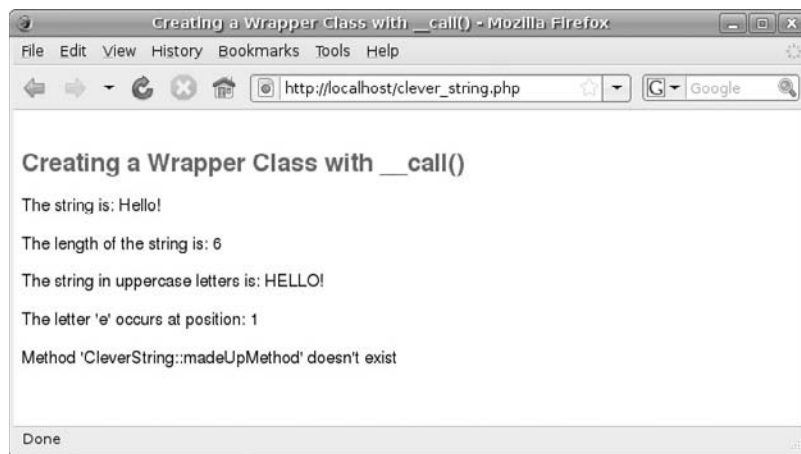 Creating a Wrapper Class with __call() - Mozilla Firefox
File Edit View History Bookmarks Tools Help
http://localhost/clever_string.php G Google
Creating a Wrapper Class with __call()
The string is: Hello!
The length of the string is: 6
The string in uppercase letters is: HELLO!
The letter 'e' occurs at position: 1
Method 'CleverString::madeUpMethod' doesn't exist
Done